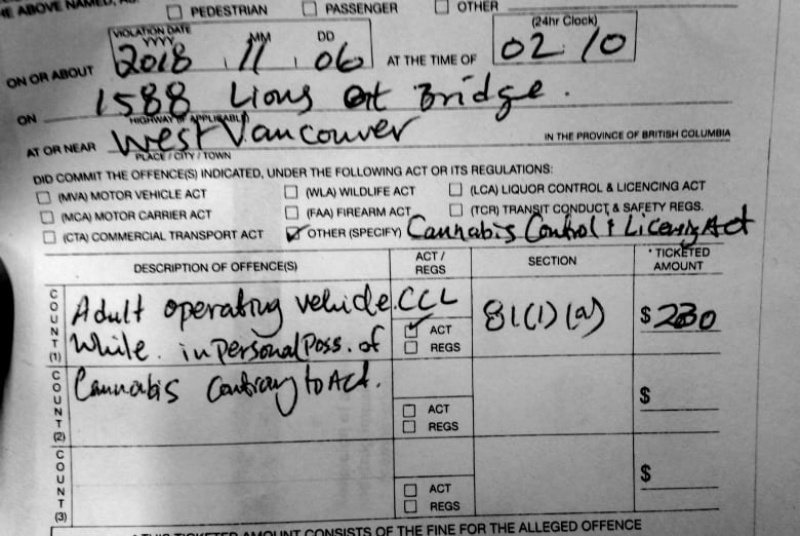 HE ABOVE NAMED, AS:
☐ PEDESTRIAN ☐ PASSENGER ☐ OTHER
VIOLATION DATE
YYYY MM DD (24hr Clock)
ON OR ABOUT 2018 11 06 AT THE TIME OF 02:10
ON 1588 Lions Bridge.
HIGHWAY (IF APPLICABLE)
AT OR NEAR West Vancouver IN THE PROVINCE OF BRITISH COLUMBIA
PLACE / CITY / TOWN
DID COMMIT THE OFFENCE(S) INDICATED, UNDER THE FOLLOWING ACT OR ITS REGULATIONS:
☐ (MVA) MOTOR VEHICLE ACT ☐ (WLA) WILDLIFE ACT ☐ (LCA) LIQUOR CONTROL & LICENCING ACT
☐ (MCA) MOTOR CARRIER ACT ☐ (FAA) FIREARM ACT ☐ (TCR) TRANSIT CONDUCT & SAFETY REGS.
☐ (CTA) COMMERCIAL TRANSPORT ACT ☑ OTHER (SPECIFY) Cannabis Control + Licensing Act
DESCRIPTION OF OFFENCE(S) ACT / REGS SECTION * TICKETED AMOUNT
COUNT (1) Adult operating vehicle CCL 81(1)(a) $ 230
While in personal Poss. of ☑ ACT
☐ REGS
COUNT (2) Cannabis Contrary to Act. $
☐ ACT
☐ REGS
COUNT (3) $
☐ ACT
☐ REGS
* THIS TICKETED AMOUNT CONSISTS OF THE FINE FOR THE ALLEGED OFFENCE